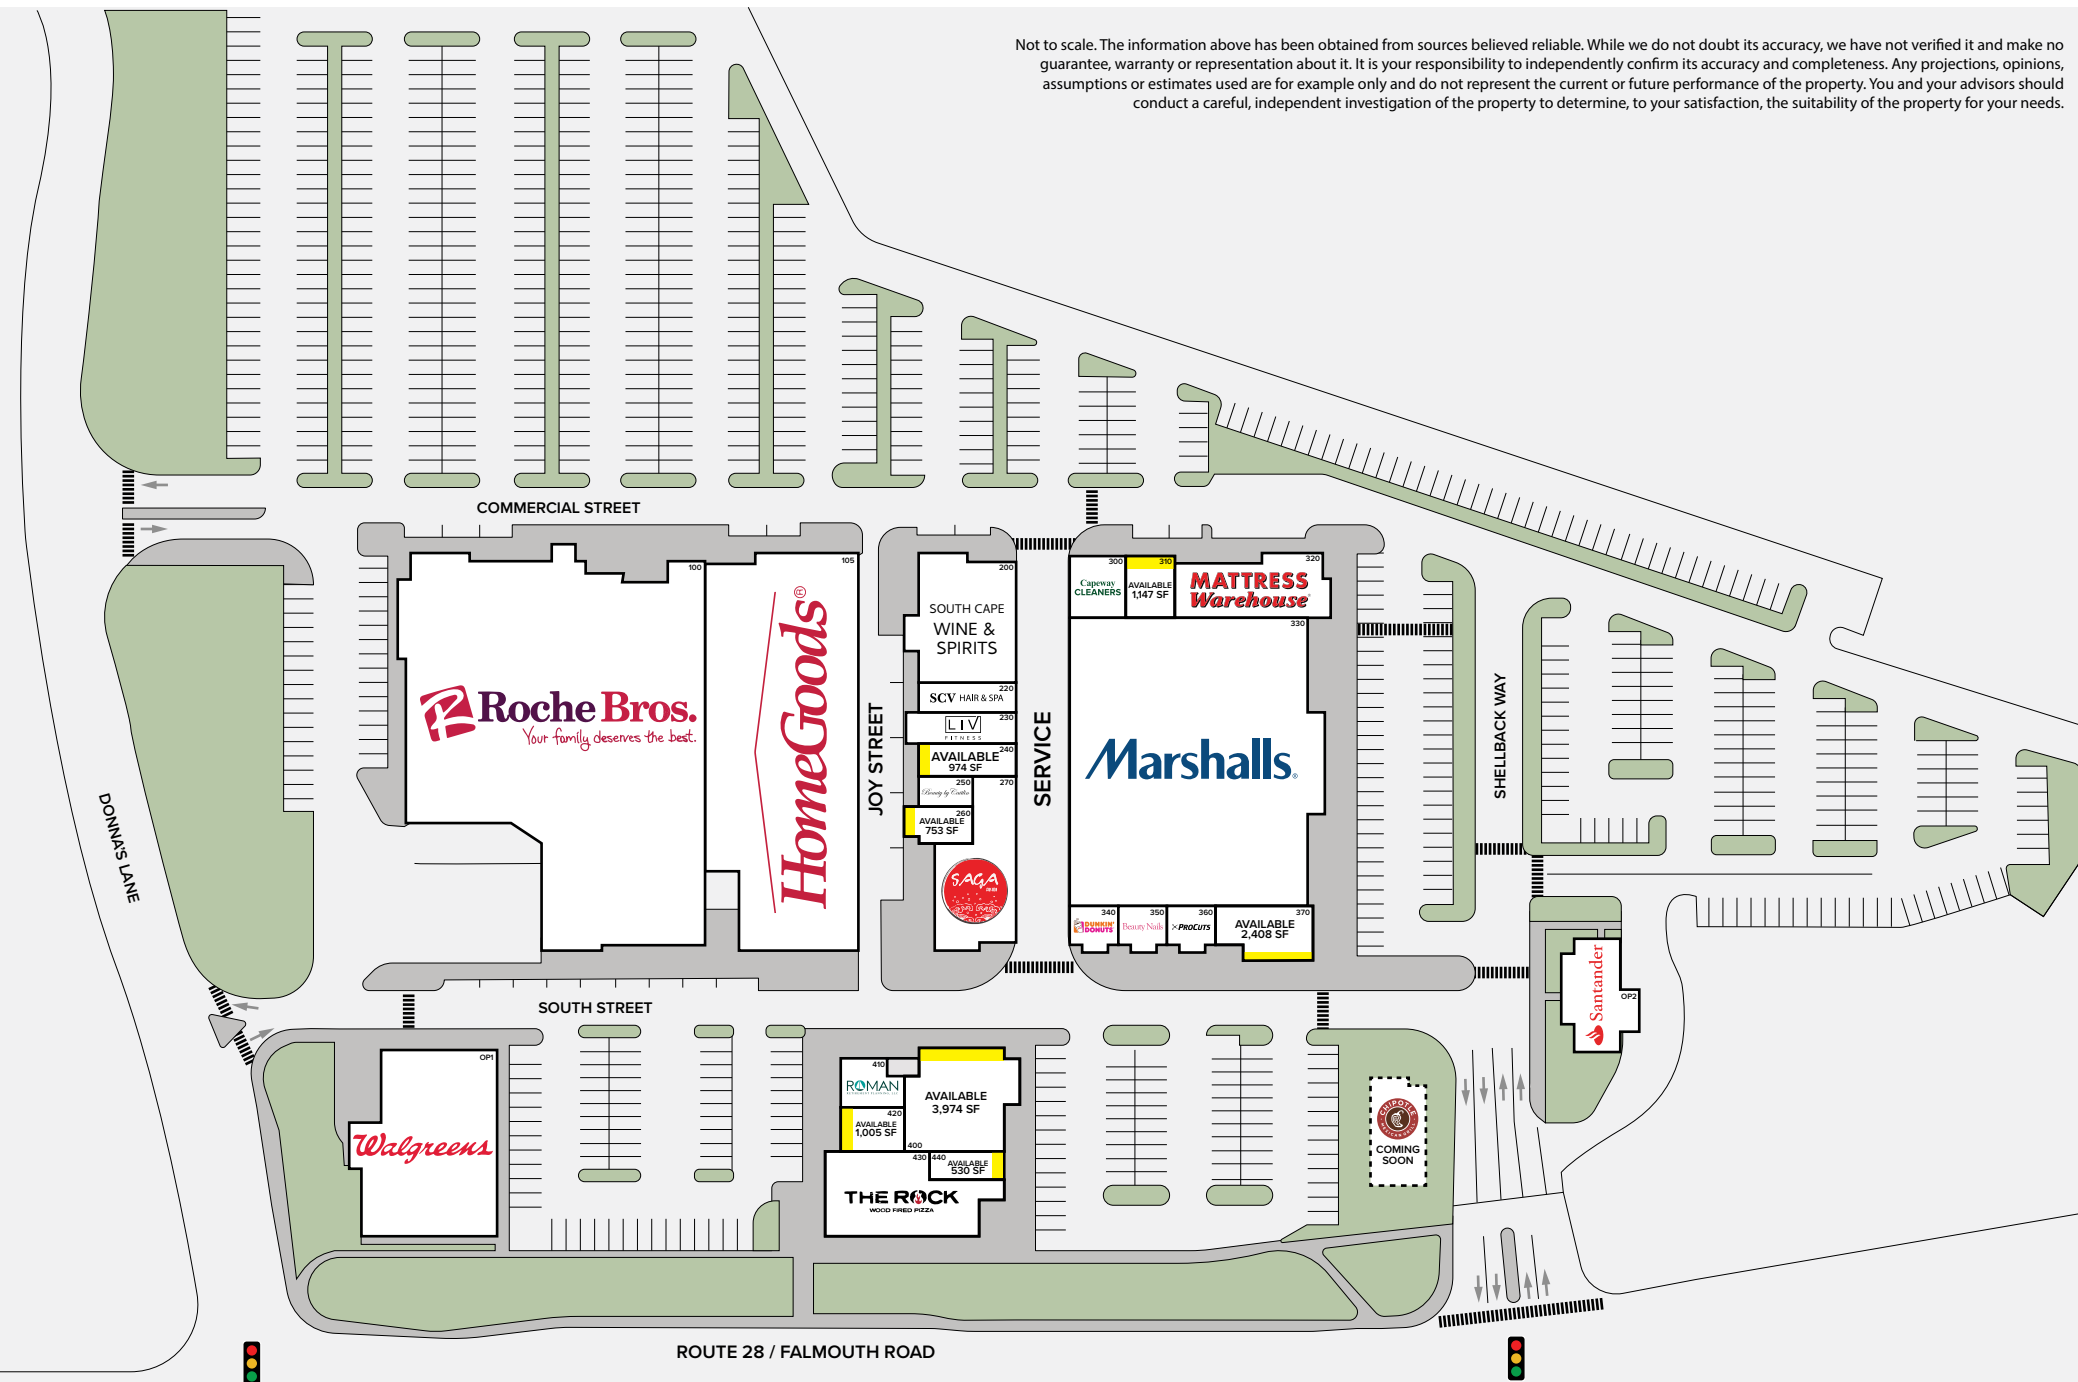 Not to scale. The information above has been obtained from sources believed reliable. While we do not doubt its accuracy, we have not verified it and make no
guarantee, warranty or representation about it. It is your responsibility to independently confirm its accuracy and completeness. Any projections, opinions,
assumptions or estimates used are for example only and do not represent the current or future performance of the property. You and your advisors should
conduct a careful, independent investigation of the property to determine, to your satisfaction, the suitability of the property for your needs.
COMMERCIAL STREET
100
Roche Bros.
Your family deserves the best.
105
HomeGoods®
JOY STREET
200
SOUTH CAPE
WINE &
SPIRITS
220
SCV HAIR & SPA
230
LIV
FITNESS
240
AVAILABLE
974 SF
250
Beauty by Caitlin
260
AVAILABLE
753 SF
270
SAGA
SERVICE
300
Capeway
CLEANERS
310
AVAILABLE
1,147 SF
320
MATTRESS
Warehouse
330
Marshalls®
340
DUNKIN'
DONUTS
350
Beauty Nails
360
PROCUTS
370
AVAILABLE
2,408 SF
SHELLBACK WAY
DONNA'S LANE
SOUTH STREET
OP1
Walgreens
410
ROMAN
420
AVAILABLE
1,005 SF
AVAILABLE
3,974 SF
400
430
440
AVAILABLE
530 SF
THE ROCK
WOOD FIRED PIZZA
CHIPOTLE
MEXICAN GRILL
COMING
SOON
OP2
Santander
ROUTE 28 / FALMOUTH ROAD